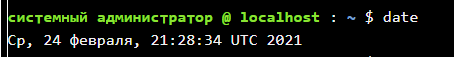 системный администратор @ localhost : ~ $ date
Ср, 24 февраля, 21:28:34 UTC 2021